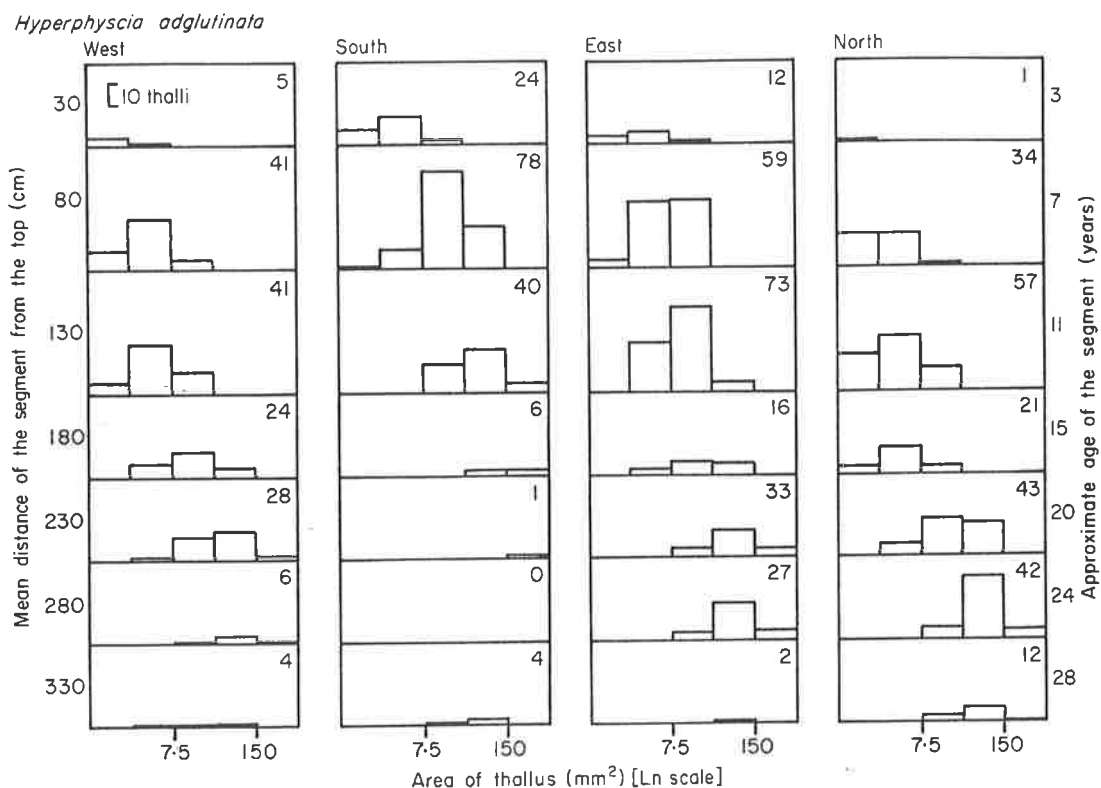 Hyperphyscia adglutinata
West South East North
5 24 12 1
30 10 thalli 3
41 78 59 34
80 7
41 40 73 57
130 11
24 6 16 21
180 15
28 1 33 43
230 20
6 0 27 42
280 24
4 4 2 12
330 28
7·5 150 7·5 150 7·5 150 7·5 150
Area of thallus (mm2) [Ln scale]
Mean distance of the segment from the top (cm)
Approximate age of the segment (years)